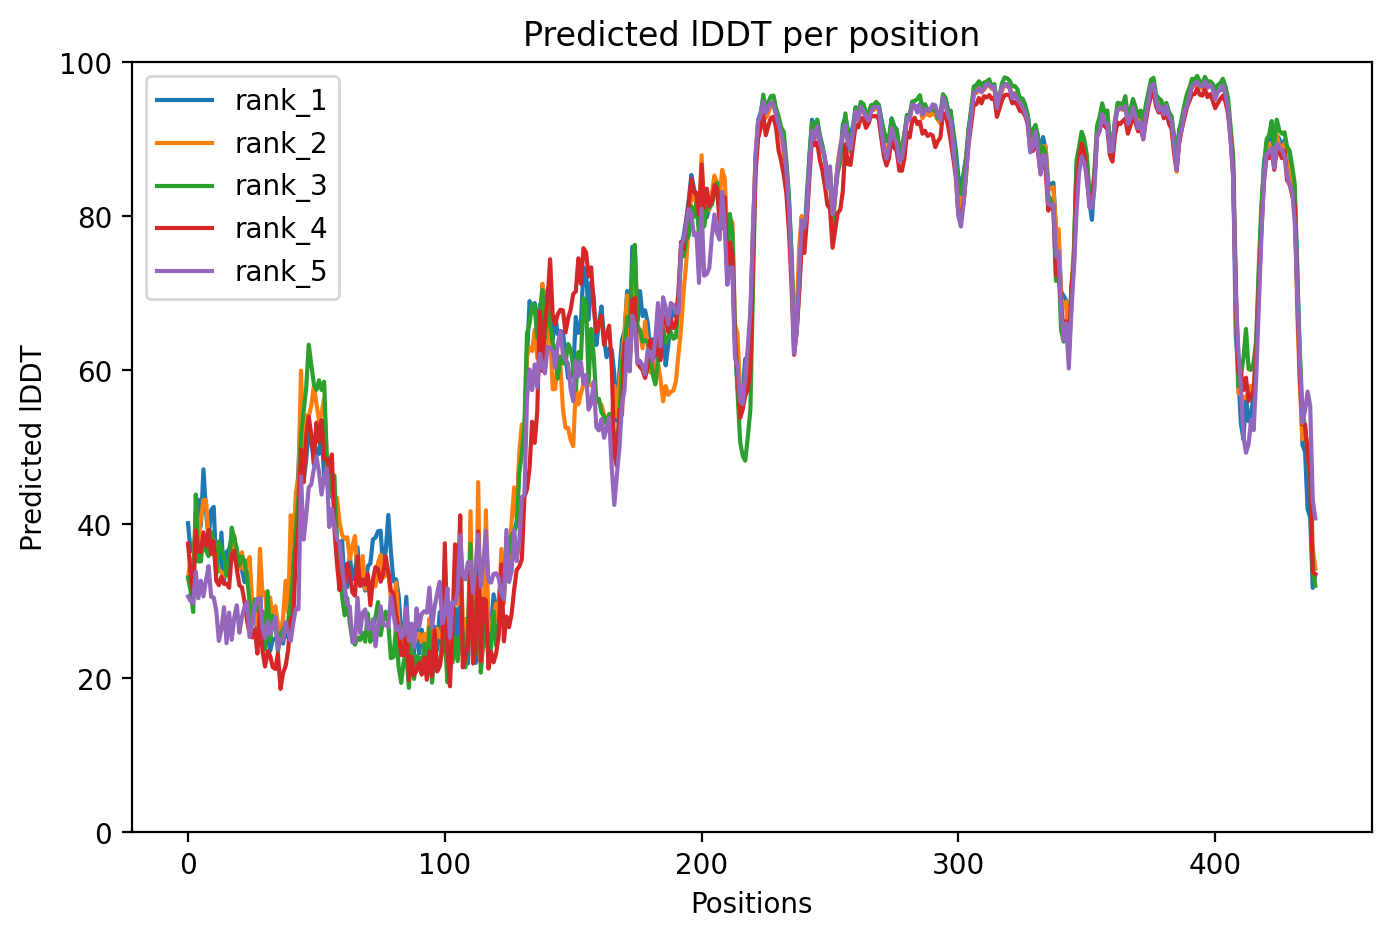 Predicted lDDT per position
100
80
60
40
20
0
Predicted lDDT
rank_1
rank_2
rank_3
rank_4
rank_5
0
100
200
300
400
Positions